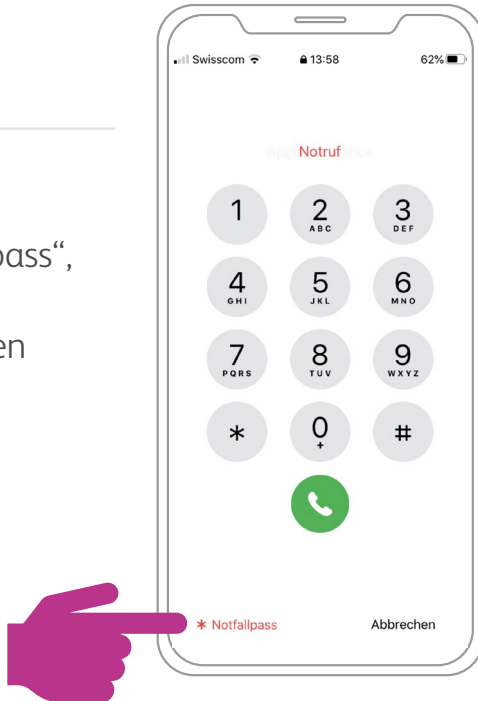 pass“,
en
Swisscom 13:58 62%
Notruf
1 2 3
ABC DEF
4 5 6
GHI JKL MNO
7 8 9
PQRS TUV WXYZ
* 0 #
+
* Notfallpass Abbrechen